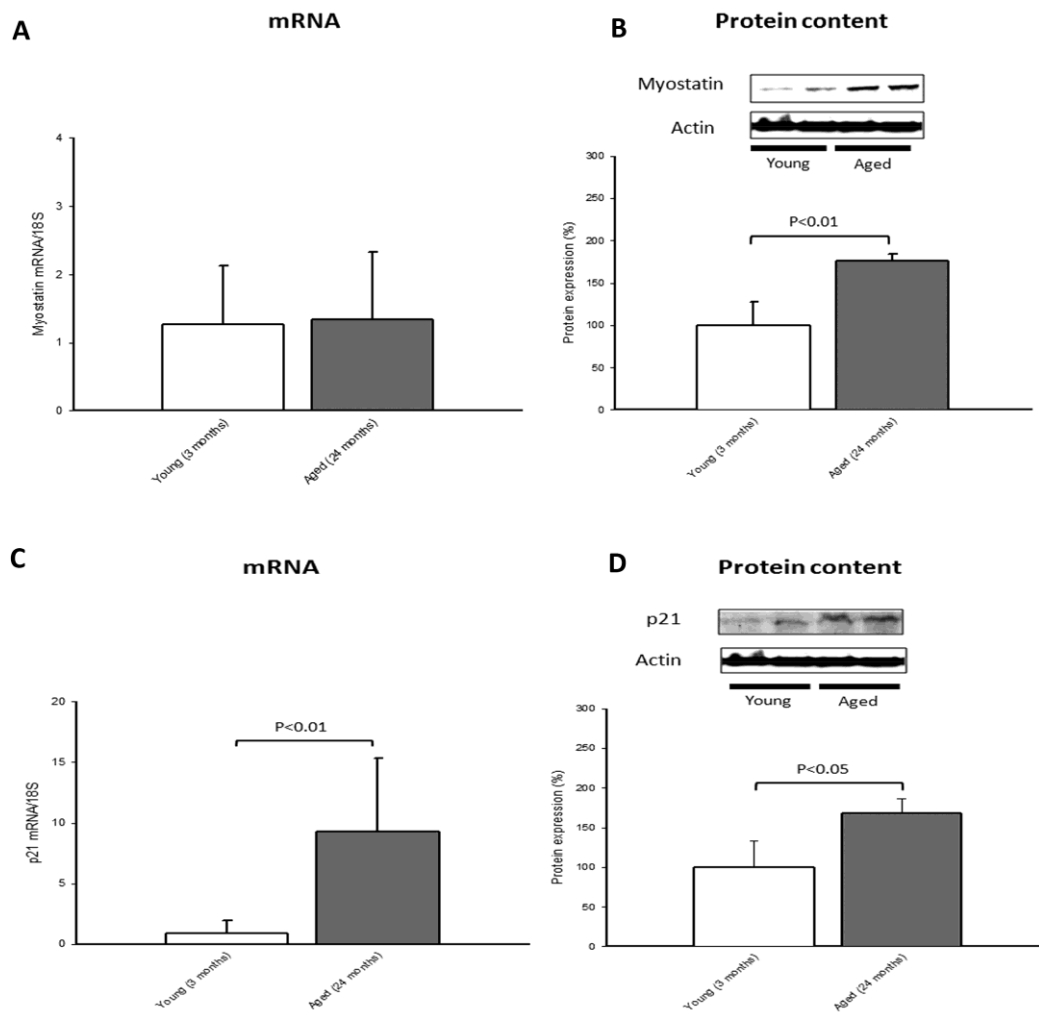 A
mRNA
4
3
2
1
0
Myostatin mRNA/18S
Young (3 months)
Aged (24 months)
B
Protein content
Myostatin
Actin
Young
Aged
300
250
200
150
100
50
0
Protein expression (%)
P<0.01
Young (3 months)
Aged (24 months)
C
mRNA
20
15
10
5
0
p21 mRNA/18S
P<0.01
Young (3 months)
Aged (24 months)
D
Protein content
p21
Actin
Young
Aged
300
250
200
150
100
50
0
Protein expression (%)
P<0.05
Young (3 months)
Aged (24 months)